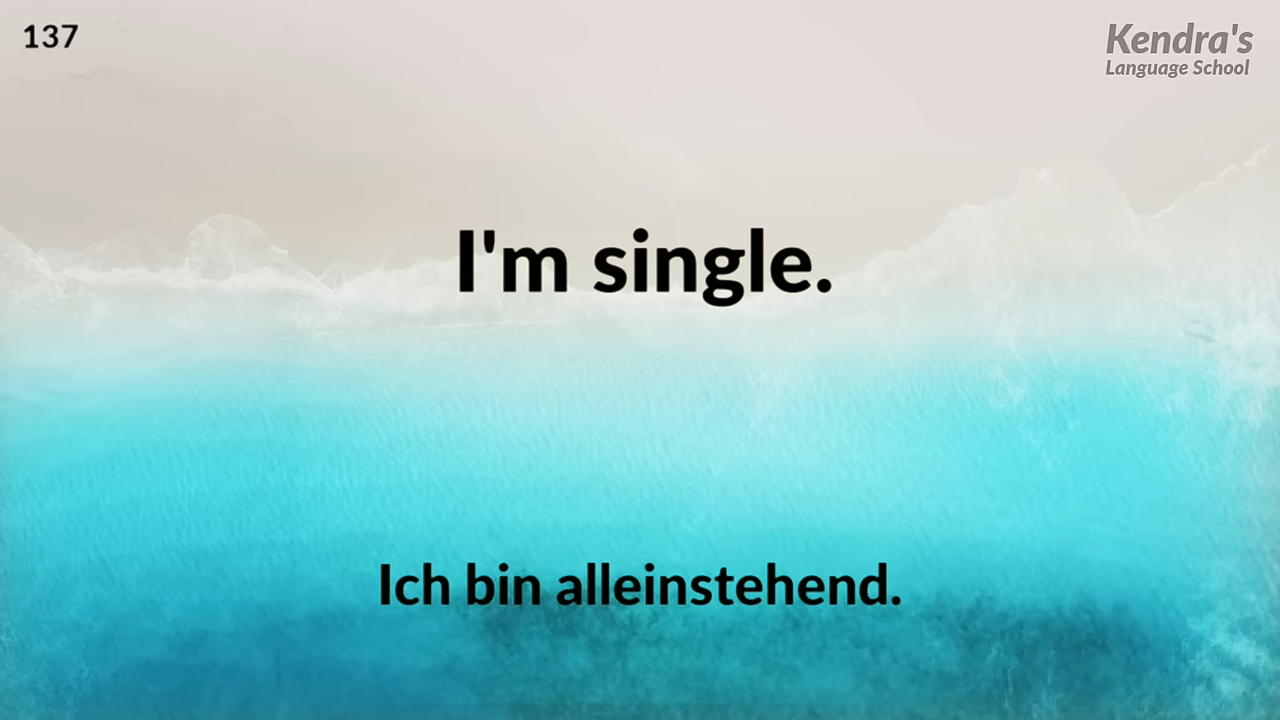 137
Kendra's
Language School
I'm single.
Ich bin alleinstehend.